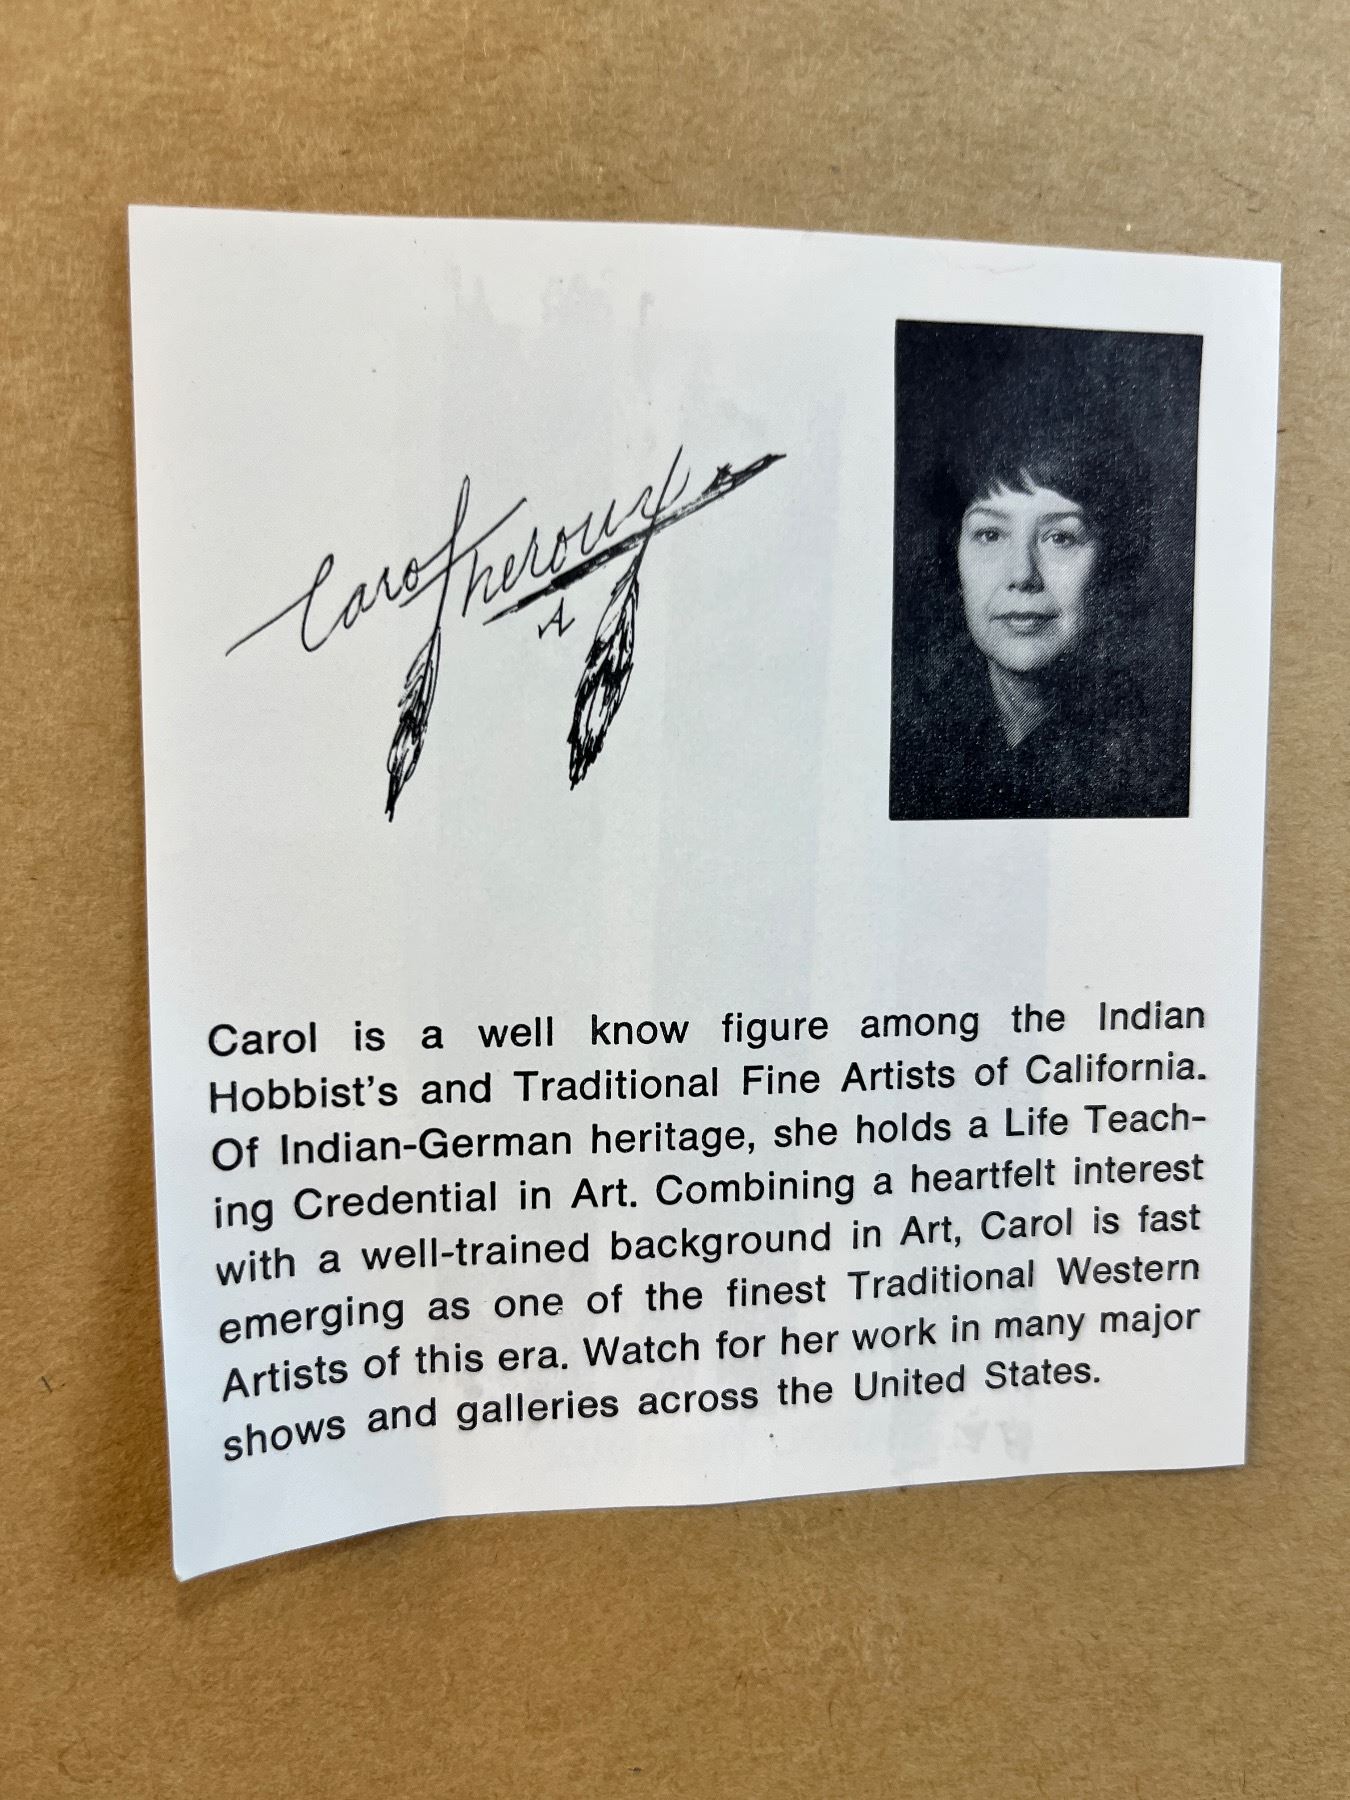 Carol Theroux
A
Carol is a well know figure among the Indian
Hobbist's and Traditional Fine Artists of California.
Of Indian-German heritage, she holds a Life Teach-
ing Credential in Art. Combining a heartfelt interest
with a well-trained background in Art, Carol is fast
emerging as one of the finest Traditional Western
Artists of this era. Watch for her work in many major
shows and galleries across the United States.